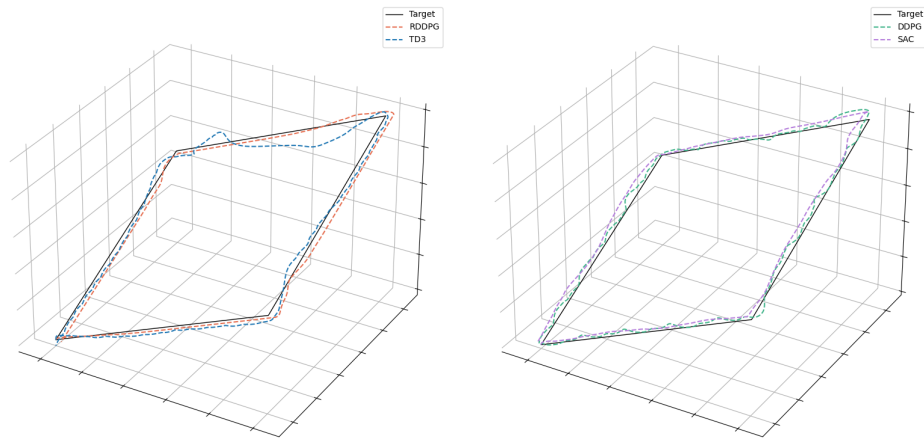 Target
RDDPG
TD3
Target
DDPG
SAC